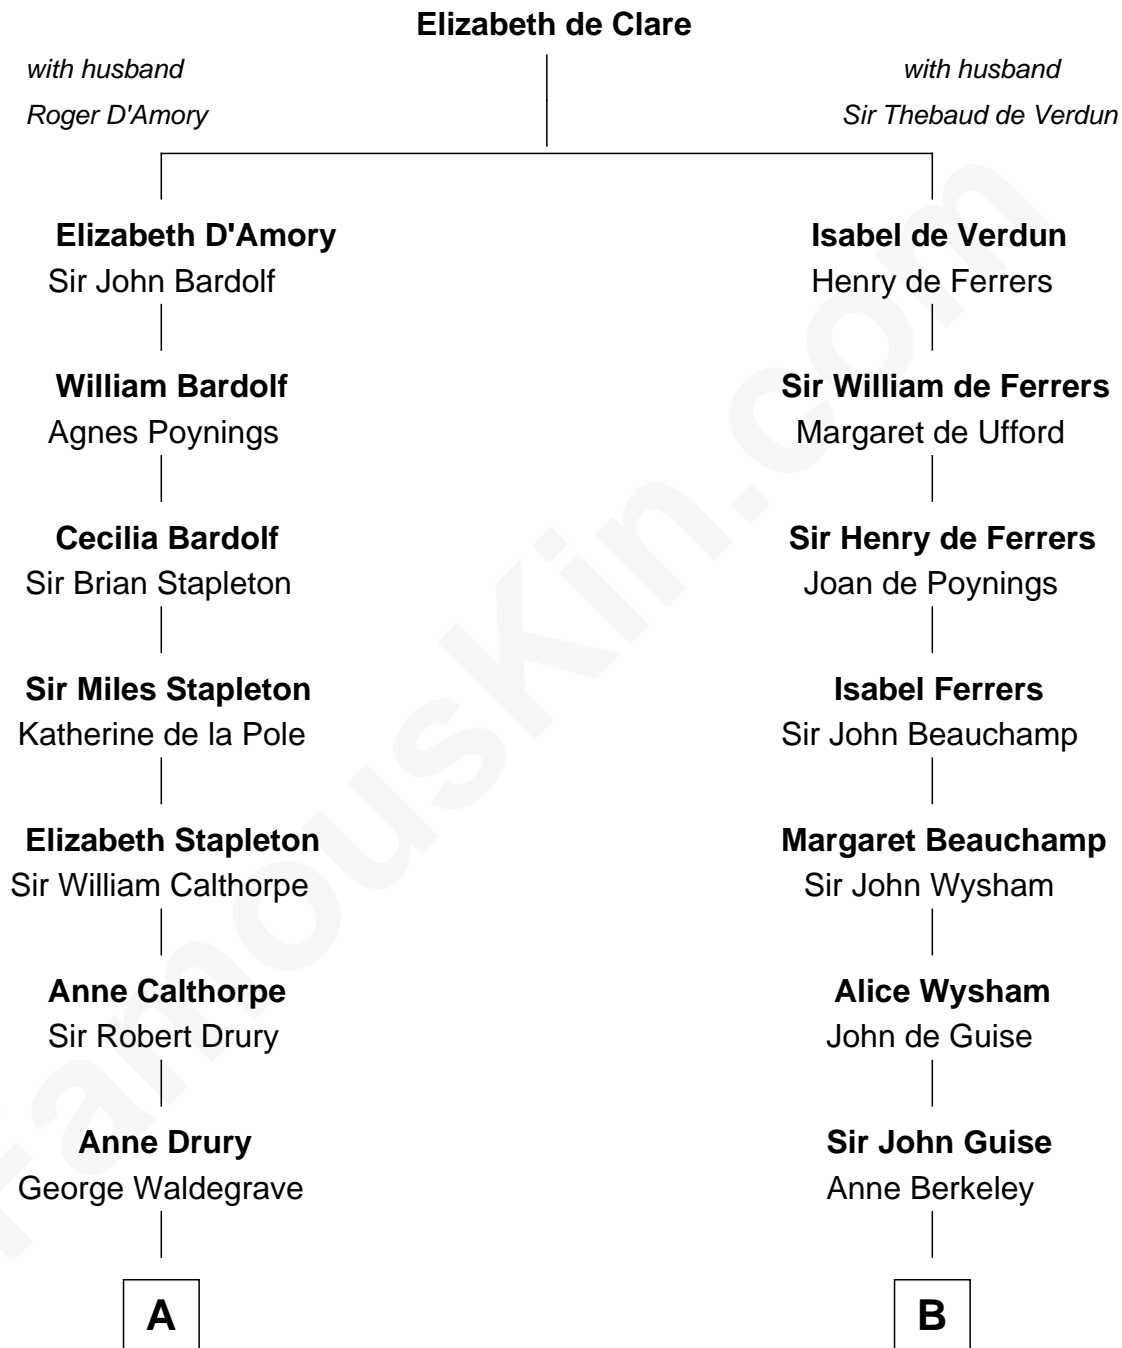 Elizabeth de Clare
with husband
Roger D'Amory
with husband
Sir Thebaud de Verdun
Elizabeth D'Amory
Sir John Bardolf
Isabel de Verdun
Henry de Ferrers
William Bardolf
Agnes Poynings
Sir William de Ferrers
Margaret de Ufford
Cecilia Bardolf
Sir Brian Stapleton
Sir Henry de Ferrers
Joan de Poynings
Sir Miles Stapleton
Katherine de la Pole
Isabel Ferrers
Sir John Beauchamp
Elizabeth Stapleton
Sir William Calthorpe
Margaret Beauchamp
Sir John Wysham
Anne Calthorpe
Sir Robert Drury
Alice Wysham
John de Guise
Anne Drury
George Waldegrave
Sir John Guise
Anne Berkeley
A
B
FamousKin.com